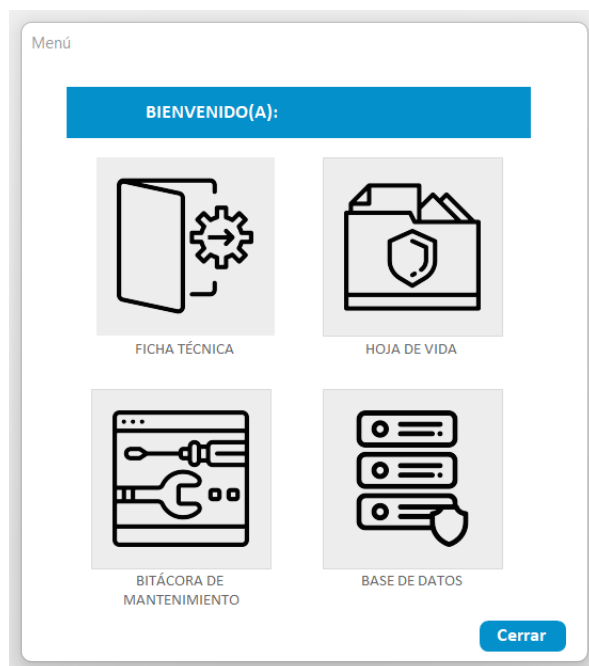 Menú
BIENVENIDO(A):
FICHA TÉCNICA
HOJA DE VIDA
BITÁCORA DE
MANTENIMIENTO
BASE DE DATOS
Cerrar